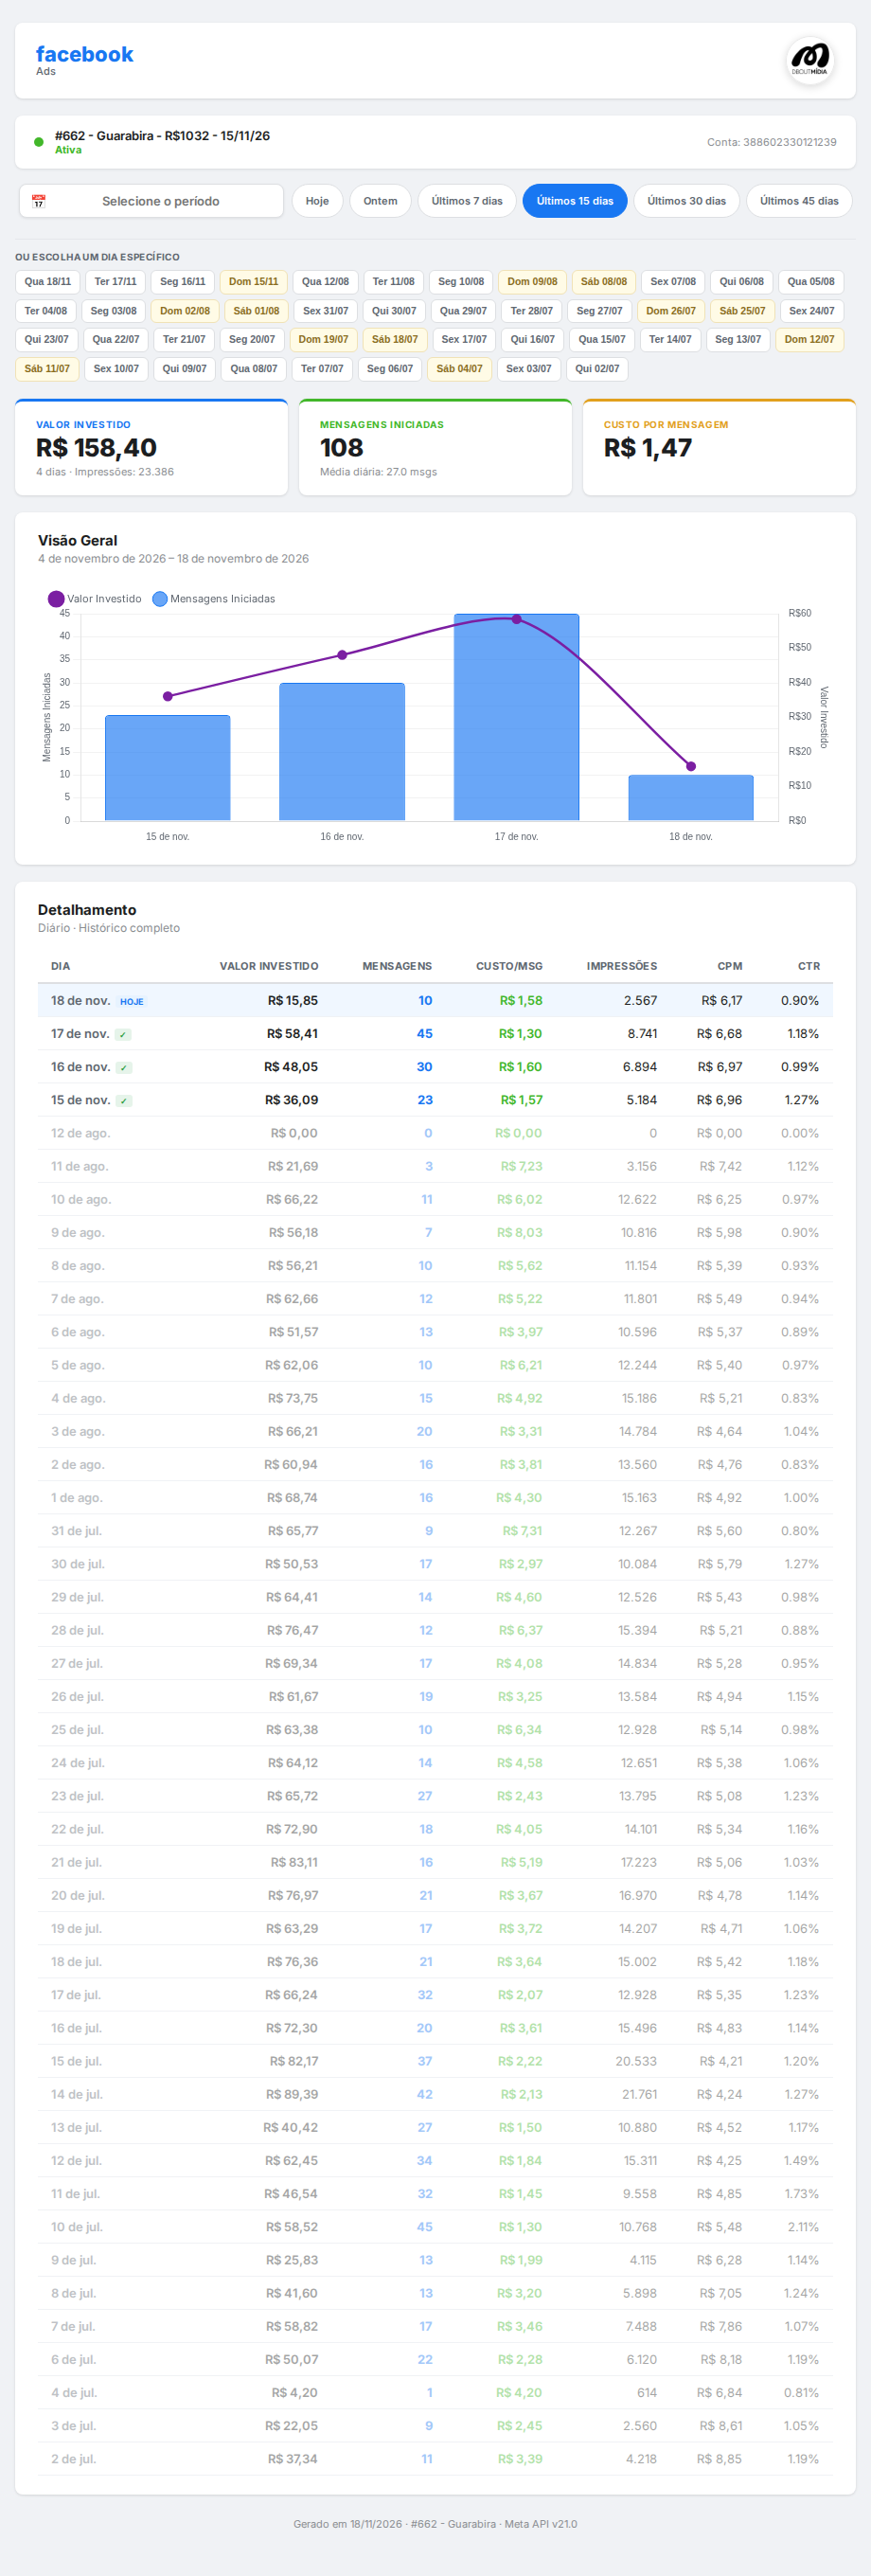 facebook
Ads
DBOUTMÍDIA
#662 - Guarabira - R$1032 - 15/11/26
Ativa
Conta: 388602330121239
📅 Selecione o período
Hoje Ontem Últimos 7 dias Últimos 15 dias Últimos 30 dias Últimos 45 dias
OU ESCOLHA UM DIA ESPECÍFICO
Qua 18/11 Ter 17/11 Seg 16/11 Dom 15/11 Qua 12/08 Ter 11/08 Seg 10/08 Dom 09/08 Sáb 08/08 Sex 07/08 Qui 06/08 Qua 05/08
Ter 04/08 Seg 03/08 Dom 02/08 Sáb 01/08 Sex 31/07 Qui 30/07 Qua 29/07 Ter 28/07 Seg 27/07 Dom 26/07 Sáb 25/07 Sex 24/07
Qui 23/07 Qua 22/07 Ter 21/07 Seg 20/07 Dom 19/07 Sáb 18/07 Sex 17/07 Qui 16/07 Qua 15/07 Ter 14/07 Seg 13/07 Dom 12/07
Sáb 11/07 Sex 10/07 Qui 09/07 Qua 08/07 Ter 07/07 Seg 06/07 Sáb 04/07 Sex 03/07 Qui 02/07
VALOR INVESTIDO
R$ 158,40
4 dias · Impressões: 23.386
MENSAGENS INICIADAS
108
Média diária: 27.0 msgs
CUSTO POR MENSAGEM
R$ 1,47
Visão Geral
4 de novembro de 2026 – 18 de novembro de 2026
Valor Investido Mensagens Iniciadas
45 R$60
40 R$50
35
30 R$40
25 R$30
20
15 R$20
10 R$10
5
0 R$0
Mensagens Iniciadas
Valor Investido
15 de nov. 16 de nov. 17 de nov. 18 de nov.
Detalhamento
Diário · Histórico completo
DIA VALOR INVESTIDO MENSAGENS CUSTO/MSG IMPRESSÕES CPM CTR
18 de nov. HOJE R$ 15,85 10 R$ 1,58 2.567 R$ 6,17 0.90%
17 de nov. ✓ R$ 58,41 45 R$ 1,30 8.741 R$ 6,68 1.18%
16 de nov. ✓ R$ 48,05 30 R$ 1,60 6.894 R$ 6,97 0.99%
15 de nov. ✓ R$ 36,09 23 R$ 1,57 5.184 R$ 6,96 1.27%
12 de ago. R$ 0,00 0 R$ 0,00 0 R$ 0,00 0.00%
11 de ago. R$ 21,69 3 R$ 7,23 3.156 R$ 7,42 1.12%
10 de ago. R$ 66,22 11 R$ 6,02 12.622 R$ 6,25 0.97%
9 de ago. R$ 56,18 7 R$ 8,03 10.816 R$ 5,98 0.90%
8 de ago. R$ 56,21 10 R$ 5,62 11.154 R$ 5,39 0.93%
7 de ago. R$ 62,66 12 R$ 5,22 11.801 R$ 5,49 0.94%
6 de ago. R$ 51,57 13 R$ 3,97 10.596 R$ 5,37 0.89%
5 de ago. R$ 62,06 10 R$ 6,21 12.244 R$ 5,40 0.97%
4 de ago. R$ 73,75 15 R$ 4,92 15.186 R$ 5,21 0.83%
3 de ago. R$ 66,21 20 R$ 3,31 14.784 R$ 4,64 1.04%
2 de ago. R$ 60,94 16 R$ 3,81 13.560 R$ 4,76 0.83%
1 de ago. R$ 68,74 16 R$ 4,30 15.163 R$ 4,92 1.00%
31 de jul. R$ 65,77 9 R$ 7,31 12.267 R$ 5,60 0.80%
30 de jul. R$ 50,53 17 R$ 2,97 10.084 R$ 5,79 1.27%
29 de jul. R$ 64,41 14 R$ 4,60 12.526 R$ 5,43 0.98%
28 de jul. R$ 76,47 12 R$ 6,37 15.394 R$ 5,21 0.88%
27 de jul. R$ 69,34 17 R$ 4,08 14.834 R$ 5,28 0.95%
26 de jul. R$ 61,67 19 R$ 3,25 13.584 R$ 4,94 1.15%
25 de jul. R$ 63,38 10 R$ 6,34 12.928 R$ 5,14 0.98%
24 de jul. R$ 64,12 14 R$ 4,58 12.651 R$ 5,38 1.06%
23 de jul. R$ 65,72 27 R$ 2,43 13.795 R$ 5,08 1.23%
22 de jul. R$ 72,90 18 R$ 4,05 14.101 R$ 5,34 1.16%
21 de jul. R$ 83,11 16 R$ 5,19 17.223 R$ 5,06 1.03%
20 de jul. R$ 76,97 21 R$ 3,67 16.970 R$ 4,78 1.14%
19 de jul. R$ 63,29 17 R$ 3,72 14.207 R$ 4,71 1.06%
18 de jul. R$ 76,36 21 R$ 3,64 15.002 R$ 5,42 1.18%
17 de jul. R$ 66,24 32 R$ 2,07 12.928 R$ 5,35 1.23%
16 de jul. R$ 72,30 20 R$ 3,61 15.496 R$ 4,83 1.14%
15 de jul. R$ 82,17 37 R$ 2,22 20.533 R$ 4,21 1.20%
14 de jul. R$ 89,39 42 R$ 2,13 21.761 R$ 4,24 1.27%
13 de jul. R$ 40,42 27 R$ 1,50 10.880 R$ 4,52 1.17%
12 de jul. R$ 62,45 34 R$ 1,84 15.311 R$ 4,25 1.49%
11 de jul. R$ 46,54 32 R$ 1,45 9.558 R$ 4,85 1.73%
10 de jul. R$ 58,52 45 R$ 1,30 10.768 R$ 5,48 2.11%
9 de jul. R$ 25,83 13 R$ 1,99 4.115 R$ 6,28 1.14%
8 de jul. R$ 41,60 13 R$ 3,20 5.898 R$ 7,05 1.24%
7 de jul. R$ 58,82 17 R$ 3,46 7.488 R$ 7,86 1.07%
6 de jul. R$ 50,07 22 R$ 2,28 6.120 R$ 8,18 1.19%
4 de jul. R$ 4,20 1 R$ 4,20 614 R$ 6,84 0.81%
3 de jul. R$ 22,05 9 R$ 2,45 2.560 R$ 8,61 1.05%
2 de jul. R$ 37,34 11 R$ 3,39 4.218 R$ 8,85 1.19%
Gerado em 18/11/2026 · #662 - Guarabira · Meta API v21.0